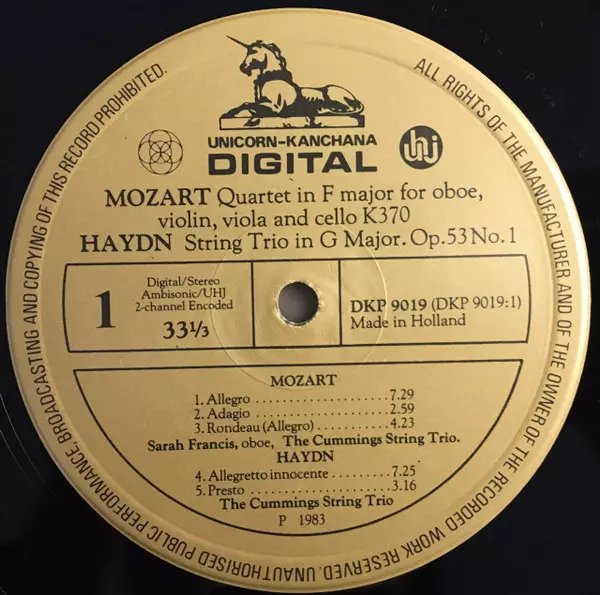 UNICORN-KANCHANA
DIGITAL
uhj
MOZART Quartet in F major for oboe,
violin, viola and cello K370
HAYDN String Trio in G Major. Op.53 No.1
1
Digital/Stereo
Ambisonic/UHJ
2-channel Encoded
33⅓
DKP 9019 (DKP 9019:1)
Made in Holland
MOZART
1. Allegro ........................ 7.29
2. Adagio ........................ 2.59
3. Rondeau (Allegro) .............. 4.23
Sarah Francis, oboe, The Cummings String Trio.
HAYDN
4. Allegretto innocente ........... 7.25
5. Presto ........................ 3.16
The Cummings String Trio
P 1983
ALL RIGHTS OF THE MANUFACTURER AND OF THE OWNER OF THE RECORDED WORK RESERVED. UNAUTHORISED PUBLIC PERFORMANCE, BROADCASTING AND COPYING OF THIS RECORD PROHIBITED.